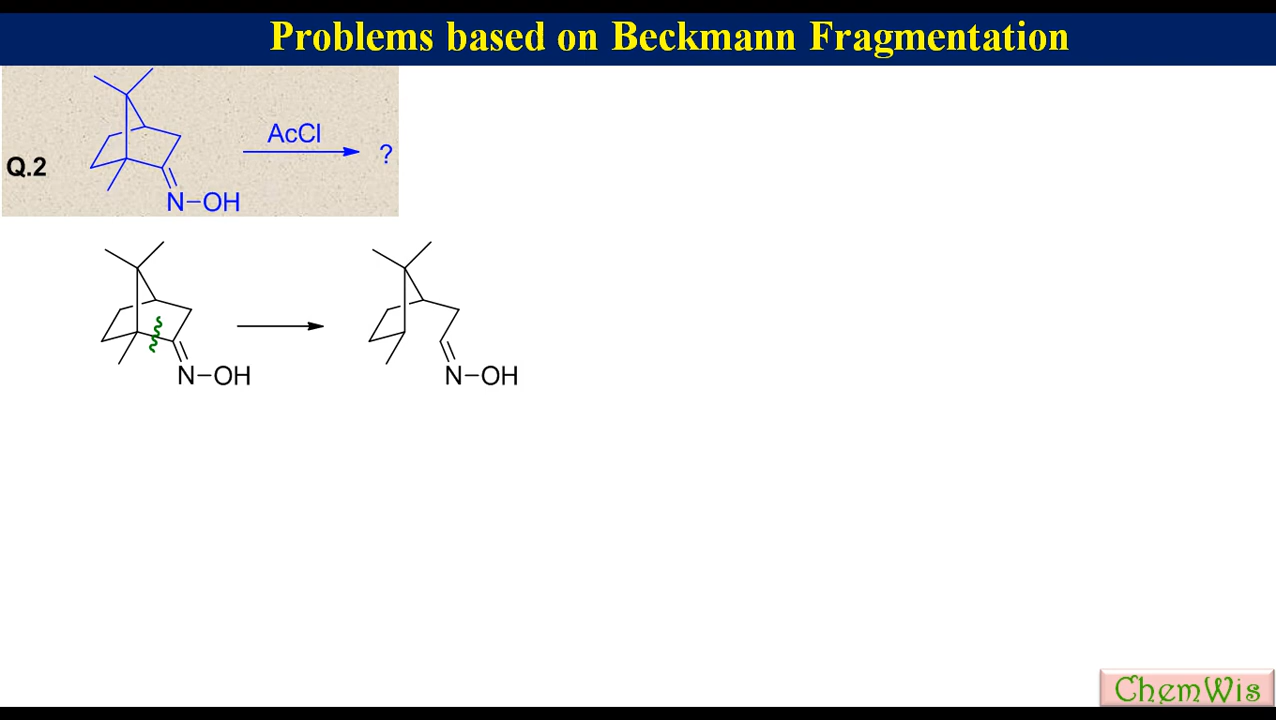 Problems based on Beckmann Fragmentation
AcCl
Q.2
?
N-OH
N-OH
N-OH
ChemWis